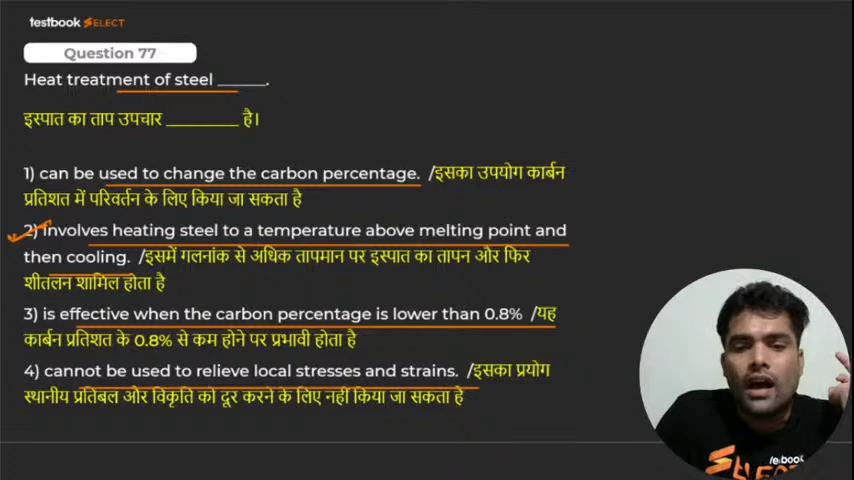 testbook SELECT
Question 77
Heat treatment of steel ______.
इस्पात का ताप उपचार _________ है।
1) can be used to change the carbon percentage. /इसका उपयोग कार्बन
प्रतिशत में परिवर्तन के लिए किया जा सकता है
2) Involves heating steel to a temperature above melting point and
then cooling. /इसमें गलनांक से अधिक तापमान पर इस्पात का तापन और फिर
शीतलन शामिल होता है
3) is effective when the carbon percentage is lower than 0.8% /यह
कार्बन प्रतिशत के 0.8% से कम होने पर प्रभावी होता है
4) cannot be used to relieve local stresses and strains. /इसका प्रयोग
स्थानीय प्रतिबल और विकृति को दूर करने के लिए नहीं किया जा सकता है